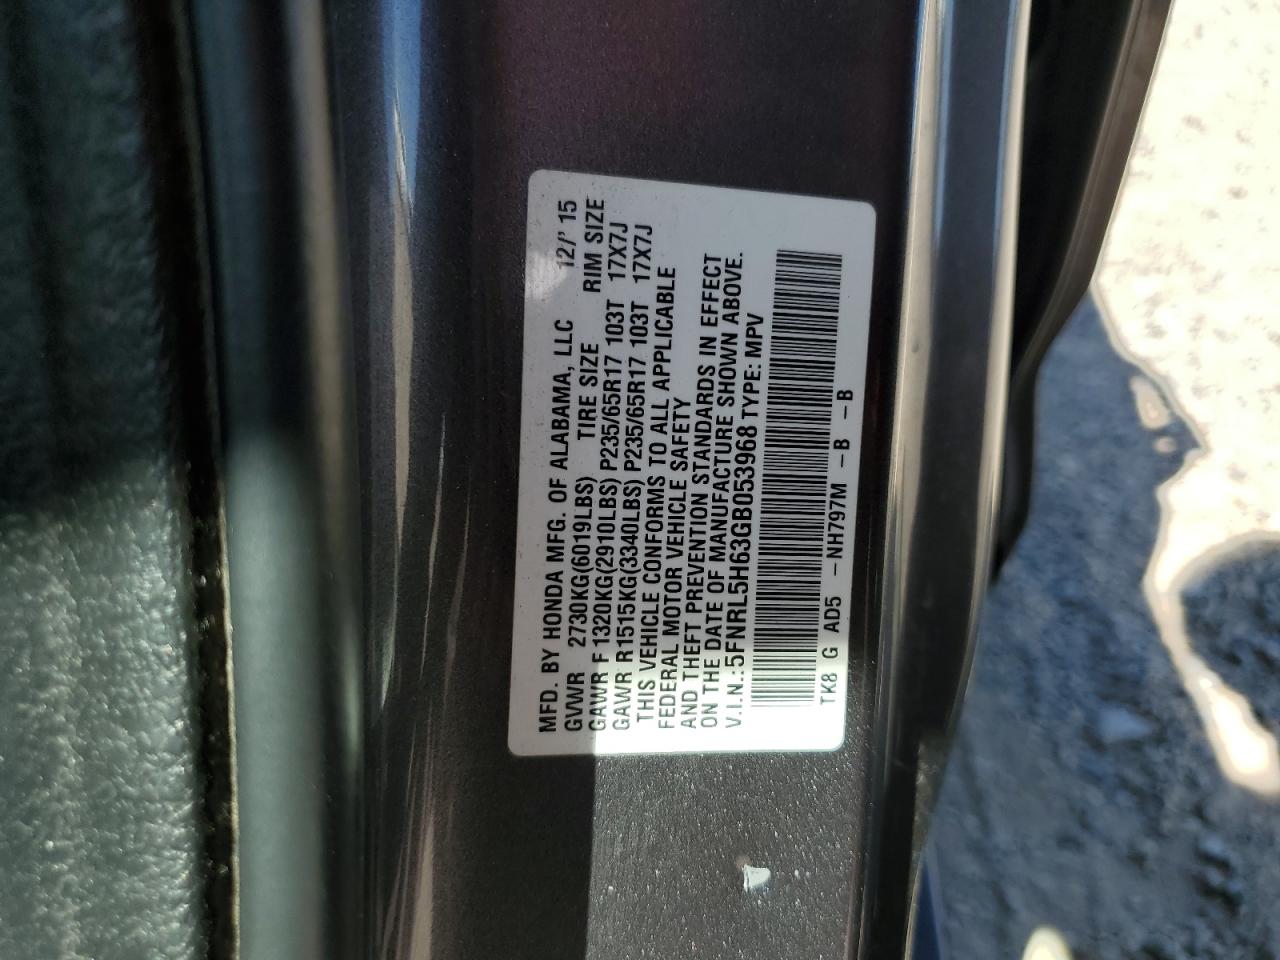 MFD. BY HONDA MFG. OF ALABAMA, LLC 12/' 15
GVWR 2730KG(6019LBS) TIRE SIZE RIM SIZE
GAWR F 1320KG(2910LBS) P235/65R17 103T 17X7J
GAWR R 1515KG(3340LBS) P235/65R17 103T 17X7J
THIS VEHICLE CONFORMS TO ALL APPLICABLE
FEDERAL MOTOR VEHICLE SAFETY
AND THEFT PREVENTION STANDARDS IN EFFECT
ON THE DATE OF MANUFACTURE SHOWN ABOVE.
V.I.N.:5FNRL5H63GB053968 TYPE: MPV
TK8 G AD5 -NH797M -B -B